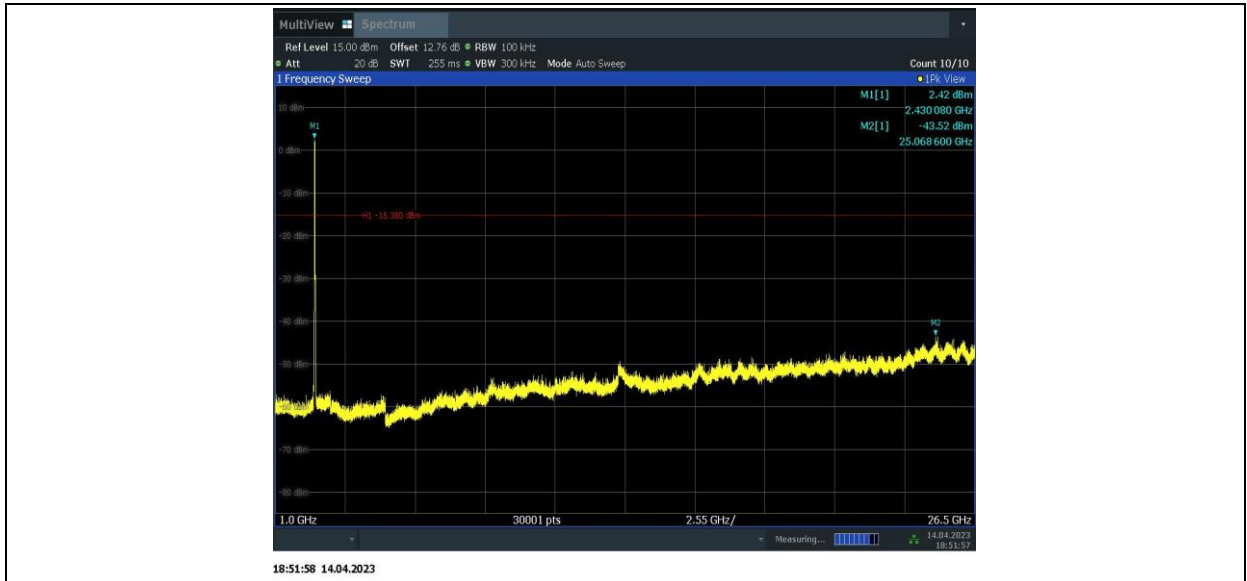 MultiView Spectrum
Ref Level 15.00 dBm Offset 12.76 dB RBW 100 kHz
Att 20 dB SWT 255 ms VBW 300 kHz Mode Auto Sweep Count 10/10
1 Frequency Sweep 1Pk View
M1[1] 2.42 dBm
10 dBm
2.430 080 GHz
M1
M2[1] -43.52 dBm
0 dBm
25.068 600 GHz
-10 dBm
H1 -15.380 dBm
-20 dBm
-30 dBm
-40 dBm
M2
-50 dBm
-60 dBm
-70 dBm
-80 dBm
1.0 GHz 30001 pts 2.55 GHz/ 26.5 GHz
Measuring... 14.04.2023
18:51:57
18:51:58 14.04.2023